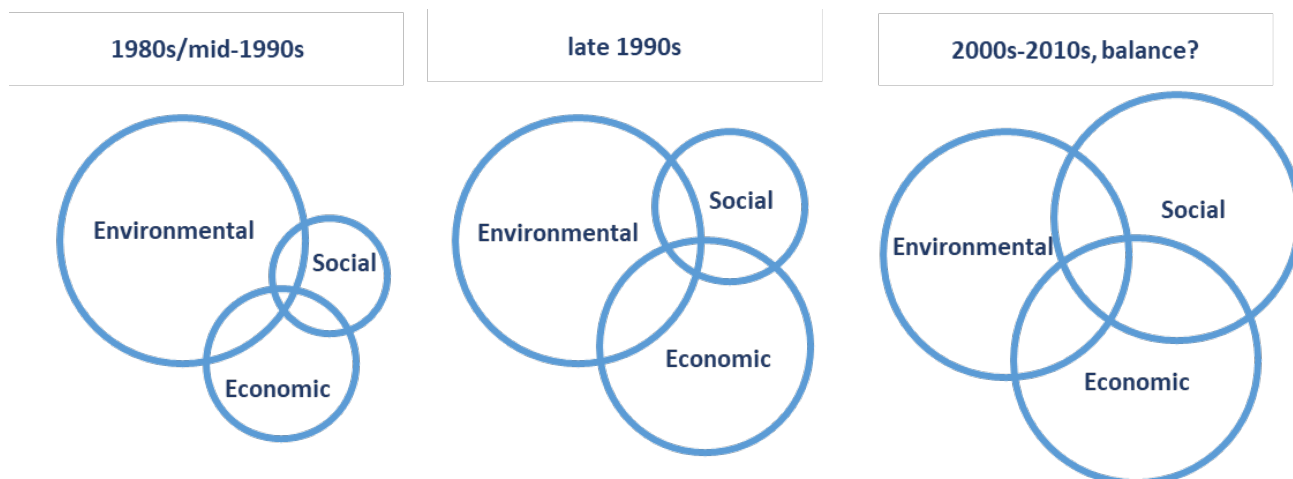 1980s/mid-1990s
late 1990s
2000s-2010s, balance?
Environmental
Social
Economic
Environmental
Social
Economic
Environmental
Social
Economic